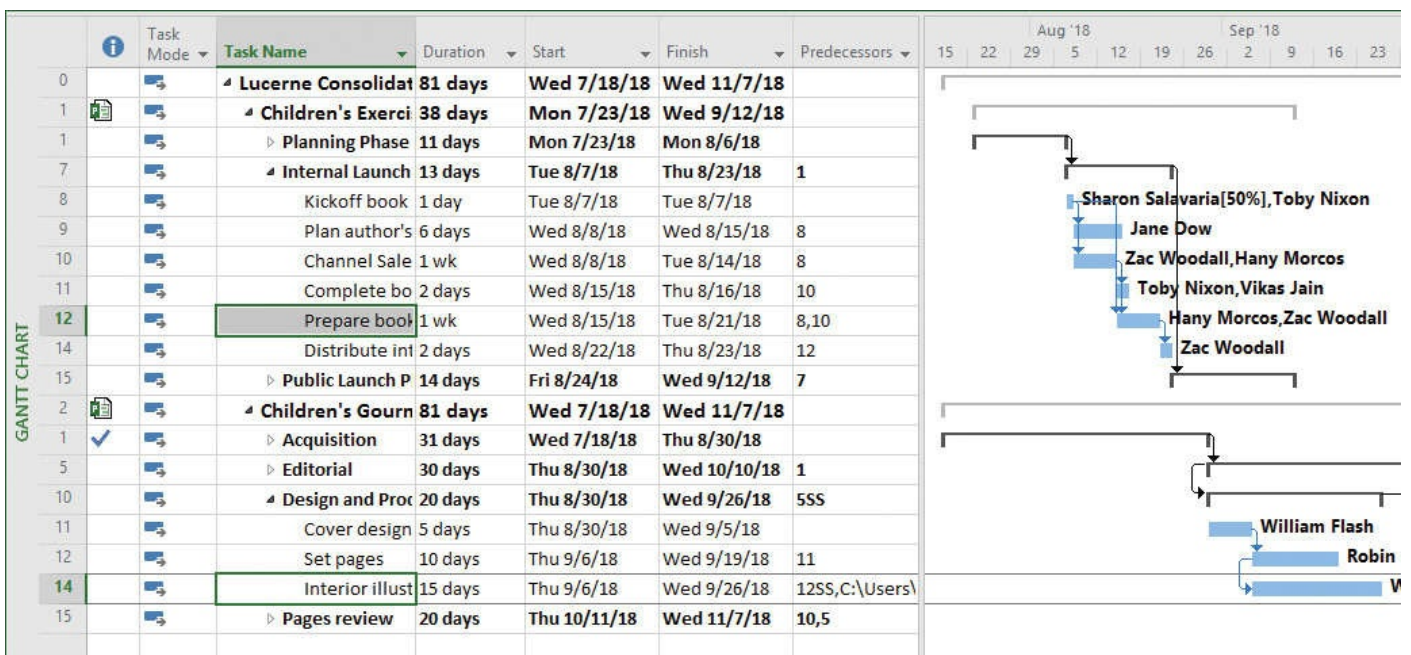 Task Mode Task Name Duration Start Finish Predecessors
Aug '18 Sep '18
15 22 29 5 12 19 26 2 9 16 23
0 Lucerne Consolidat 81 days Wed 7/18/18 Wed 11/7/18
1 Children's Exerci 38 days Mon 7/23/18 Wed 9/12/18
1 Planning Phase 11 days Mon 7/23/18 Mon 8/6/18
7 Internal Launch 13 days Tue 8/7/18 Thu 8/23/18 1
8 Kickoff book 1 day Tue 8/7/18 Tue 8/7/18 Sharon Salavaria[50%],Toby Nixon
9 Plan author's 6 days Wed 8/8/18 Wed 8/15/18 8 Jane Dow
10 Channel Sale 1 wk Wed 8/8/18 Tue 8/14/18 8 Zac Woodall,Hany Morcos
11 Complete bo 2 days Wed 8/15/18 Thu 8/16/18 10 Toby Nixon,Vikas Jain
12 Prepare book 1 wk Wed 8/15/18 Tue 8/21/18 8,10 Hany Morcos,Zac Woodall
14 Distribute int 2 days Wed 8/22/18 Thu 8/23/18 12 Zac Woodall
15 Public Launch P 14 days Fri 8/24/18 Wed 9/12/18 7
2 Children's Gourn 81 days Wed 7/18/18 Wed 11/7/18
1 Acquisition 31 days Wed 7/18/18 Thu 8/30/18
5 Editorial 30 days Thu 8/30/18 Wed 10/10/18 1
10 Design and Proc 20 days Thu 8/30/18 Wed 9/26/18 5SS
11 Cover design 5 days Thu 8/30/18 Wed 9/5/18 William Flash
12 Set pages 10 days Thu 9/6/18 Wed 9/19/18 11 Robin
14 Interior illust 15 days Thu 9/6/18 Wed 9/26/18 12SS,C:\Users\ W
15 Pages review 20 days Thu 10/11/18 Wed 11/7/18 10,5
GANTT CHART